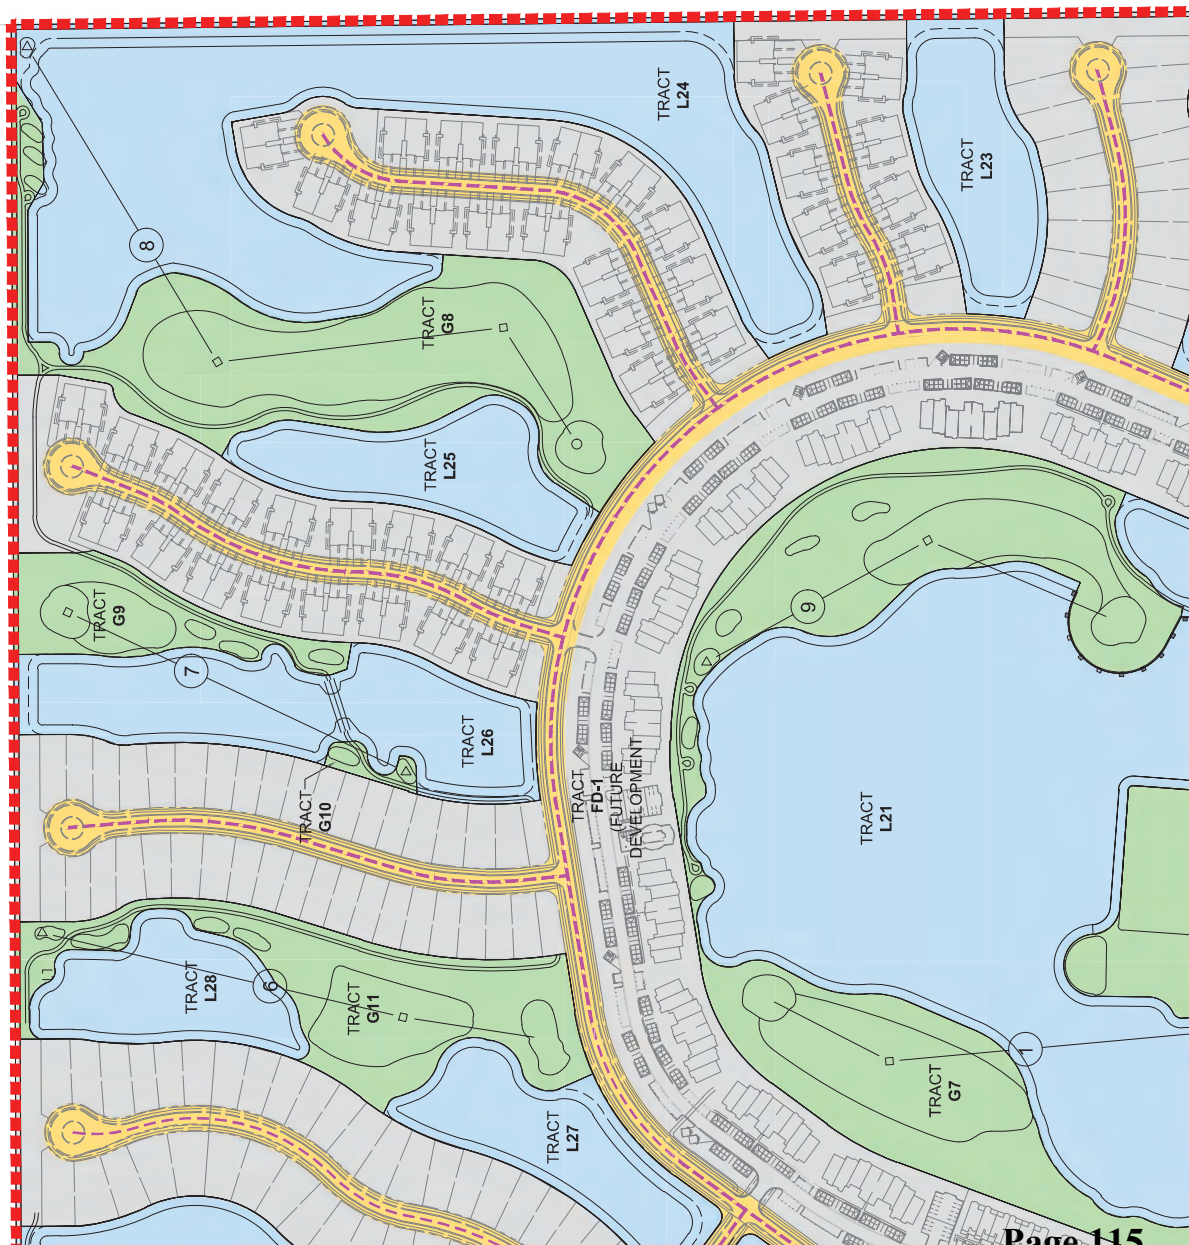 TRACT
L24
TRACT
L23
8
TRACT
G8
TRACT
L25
TRACT
G9
9
7
TRACT
L26
TRACT
FD-1
(FUTURE
DEVELOPMENT
TRACT
G10
TRACT
L21
TRACT
L28
6
TRACT
G11
1
TRACT
G7
TRACT
L27
Page 115